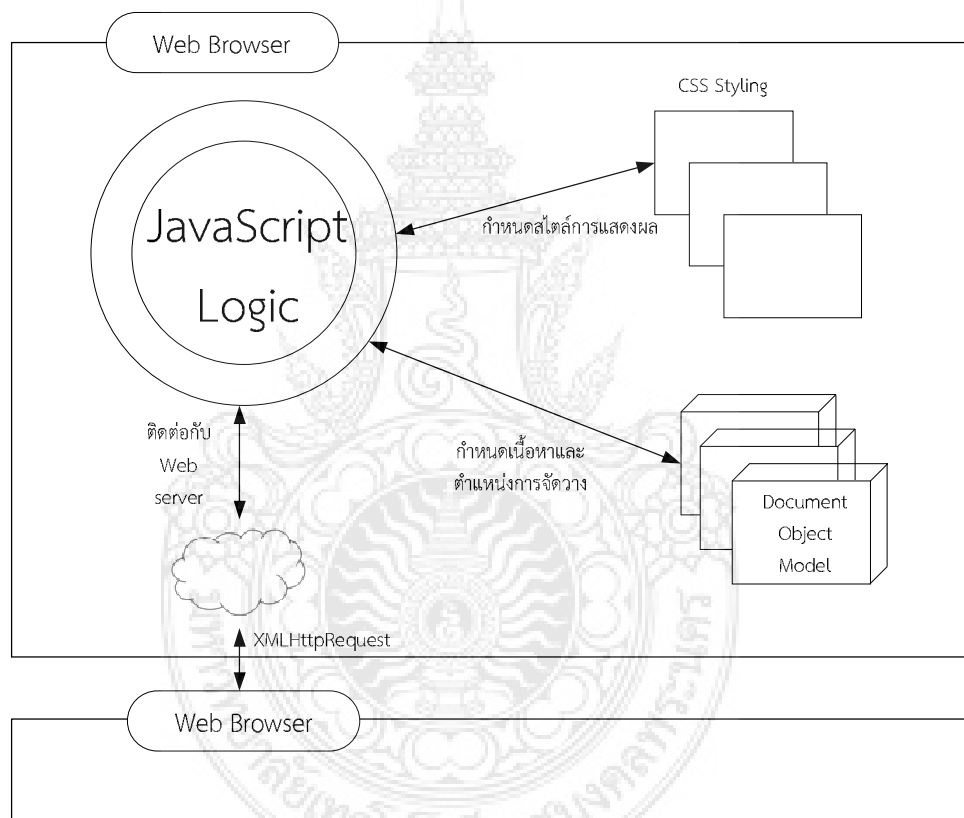 Web Browser
CSS Styling
JavaScript
Logic
กำหนดสไตล์การแสดงผล
ติดต่อกับ
Web
server
กำหนดเนื้อหาและ
ตำแหน่งการจัดวาง
Document
Object
Model
XMLHttpRequest
Web Browser